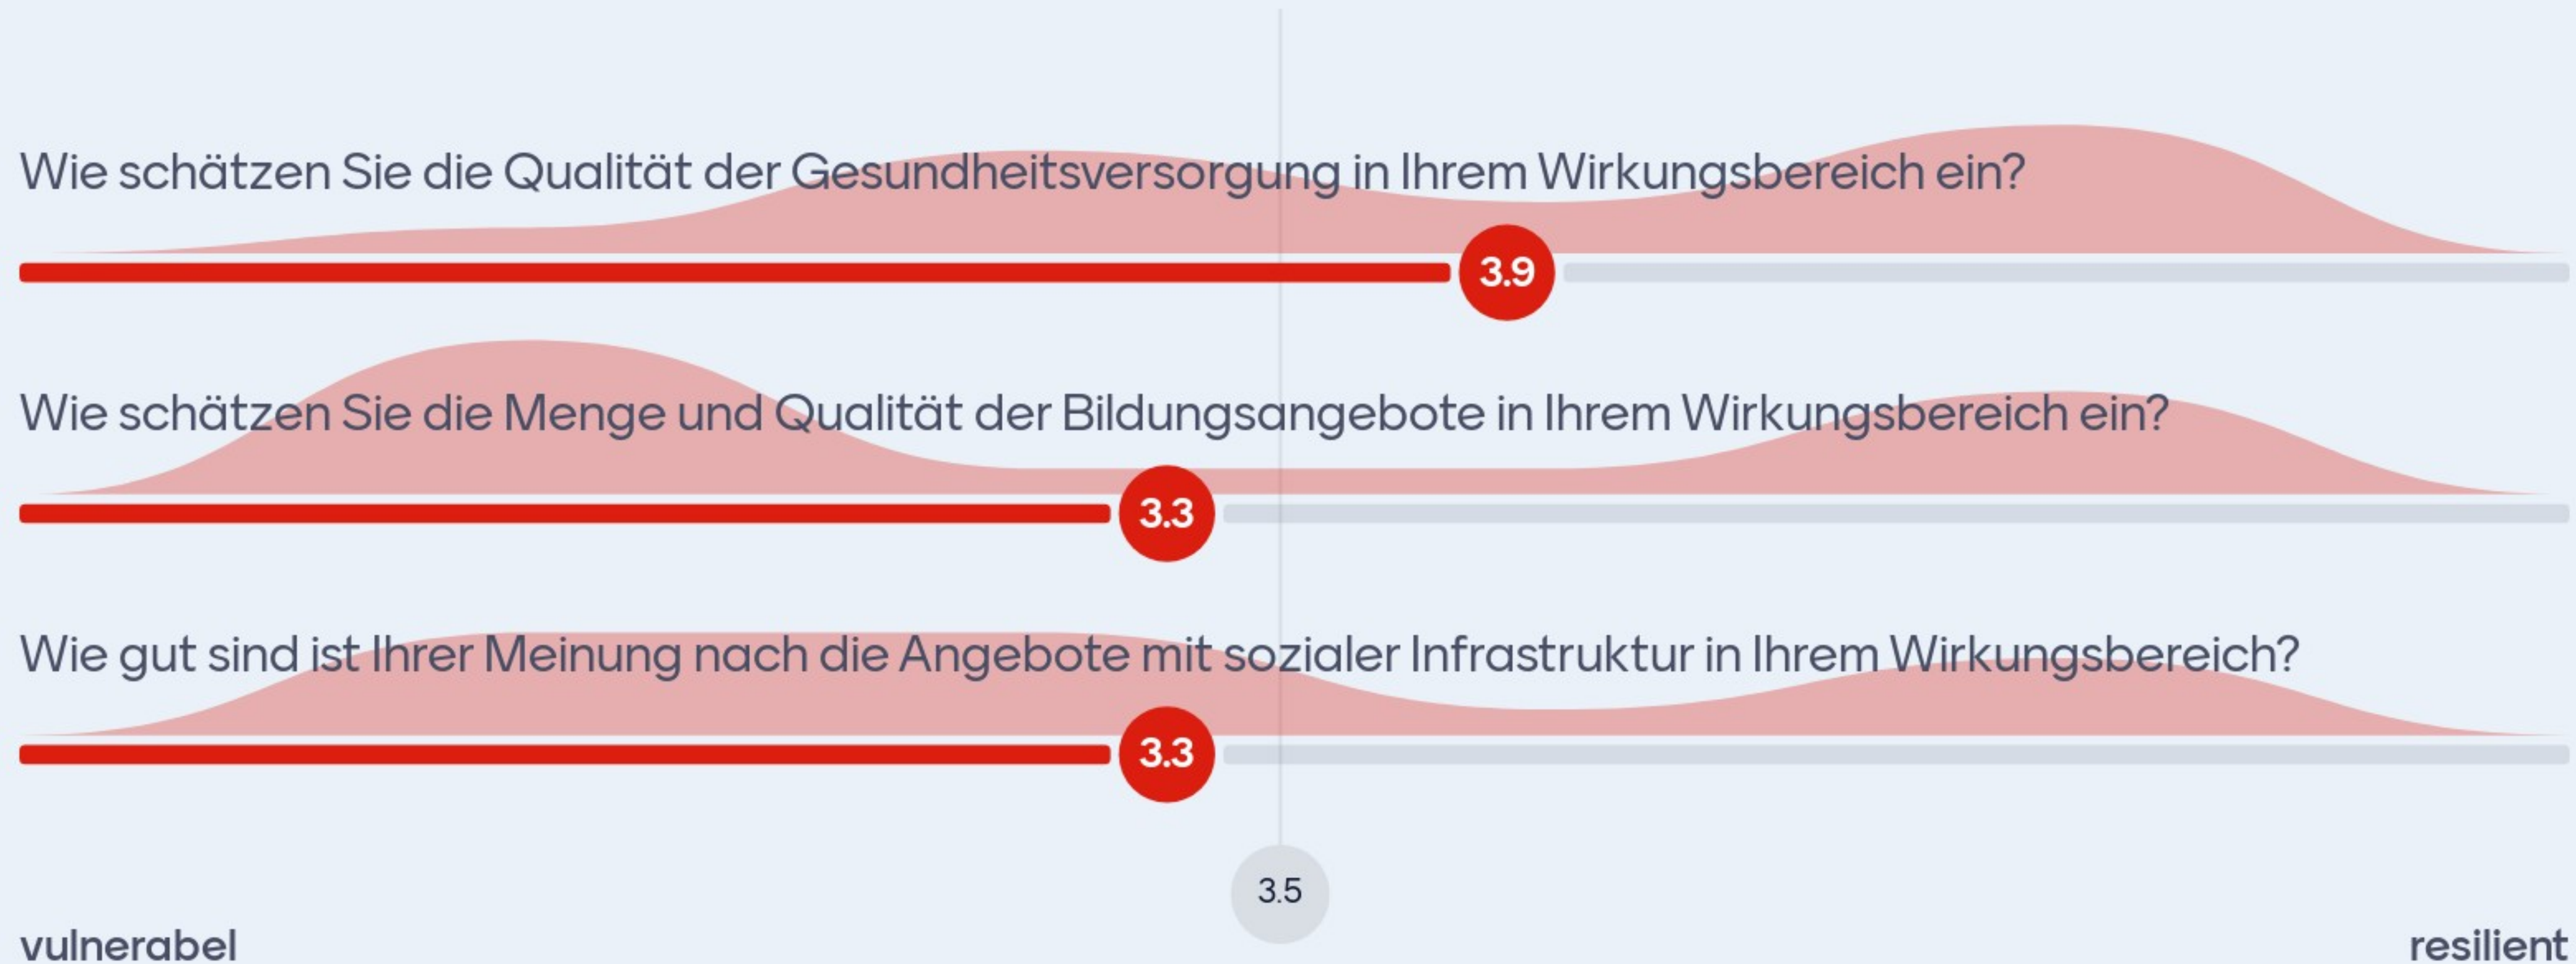 Wie schätzen Sie die Qualität der Gesundheitsversorgung in Ihrem Wirkungsbereich ein?
3.9
Wie schätzen Sie die Menge und Qualität der Bildungsangebote in Ihrem Wirkungsbereich ein?
3.3
Wie gut sind ist Ihrer Meinung nach die Angebote mit sozialer Infrastruktur in Ihrem Wirkungsbereich?
3.3
3.5
vulnerabel
resilient